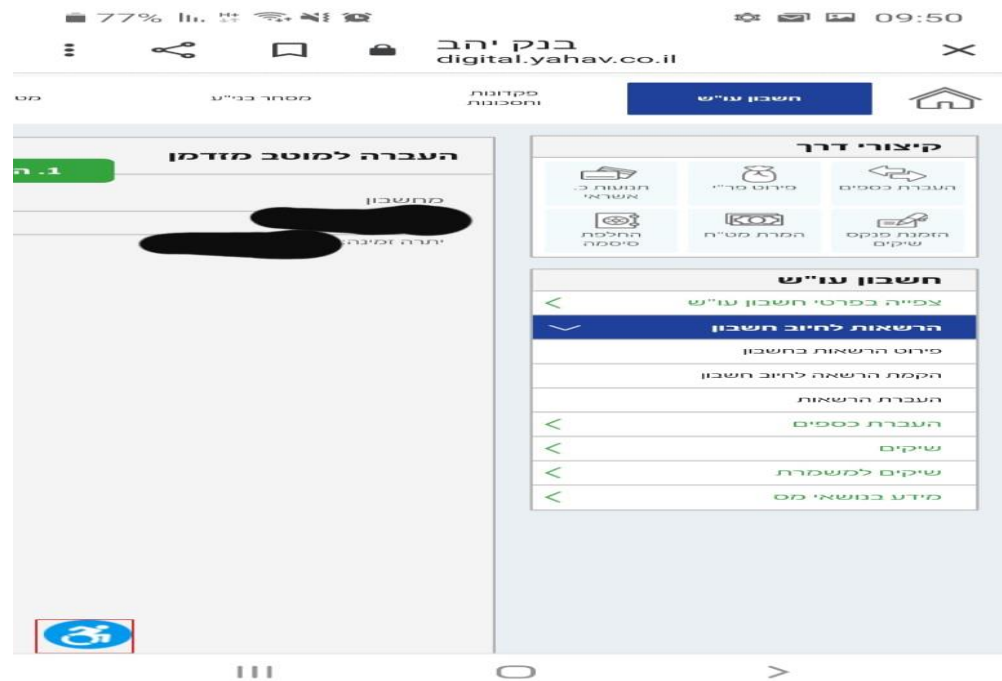 77%
09:50
בנק יהב
digital.yahav.co.il
חשבון עו"ש
פקדונות
וחסכונות
מסחר בני"ע
מט
קיצורי דרך
העברת כספים
פירוט פר"י
תנועות כ.
אשראי
הזמנת פנקס
שיקים
המרת מט"ח
החלפת
סיסמה
חשבון עו"ש
צפייה בפרטי חשבון עו"ש
הרשאות לחיוב חשבון
פירוט הרשאות בחשבון
הקמת הרשאה לחיוב חשבון
העברת הרשאות
העברת כספים
שיקים
שיקים למשמרת
מידע בנושאי מס
העברה למוטב מזדמן
1. ה
מחשבון
יתרה זמינה: